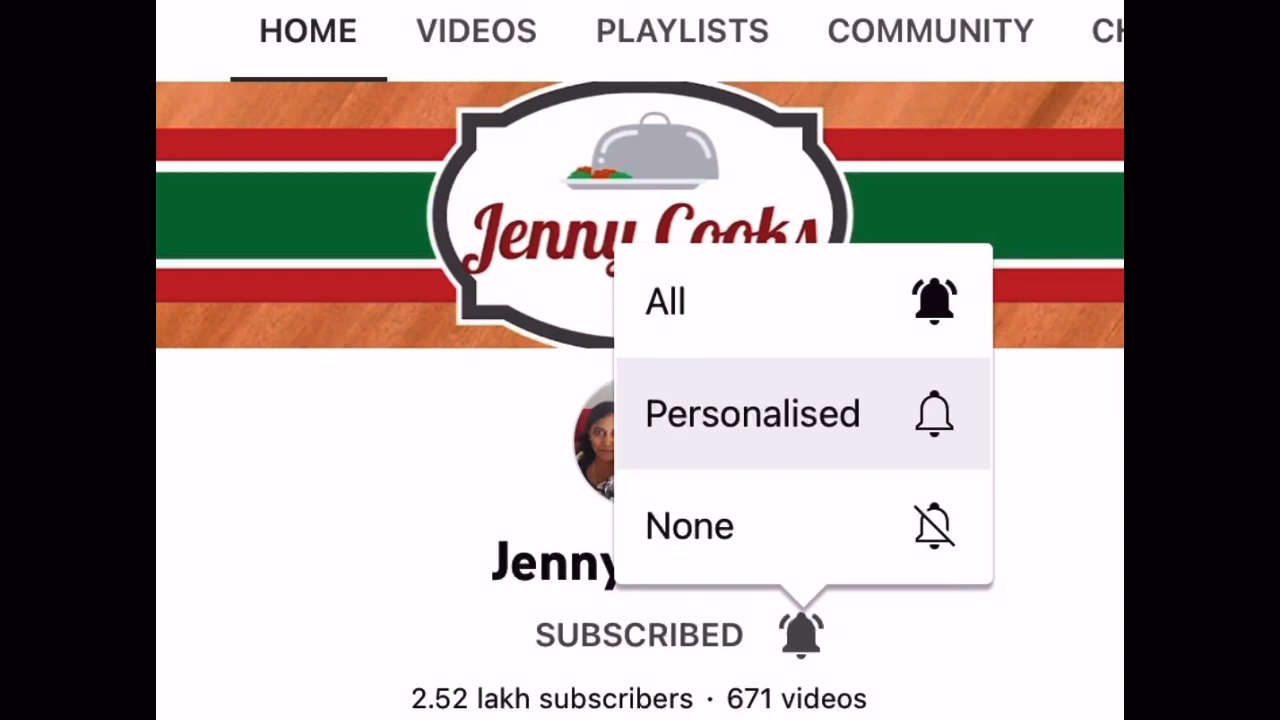 HOME VIDEOS PLAYLISTS COMMUNITY
Jenny Cooks
All
Personalised
None
Jenny
SUBSCRIBED
2.52 lakh subscribers · 671 videos